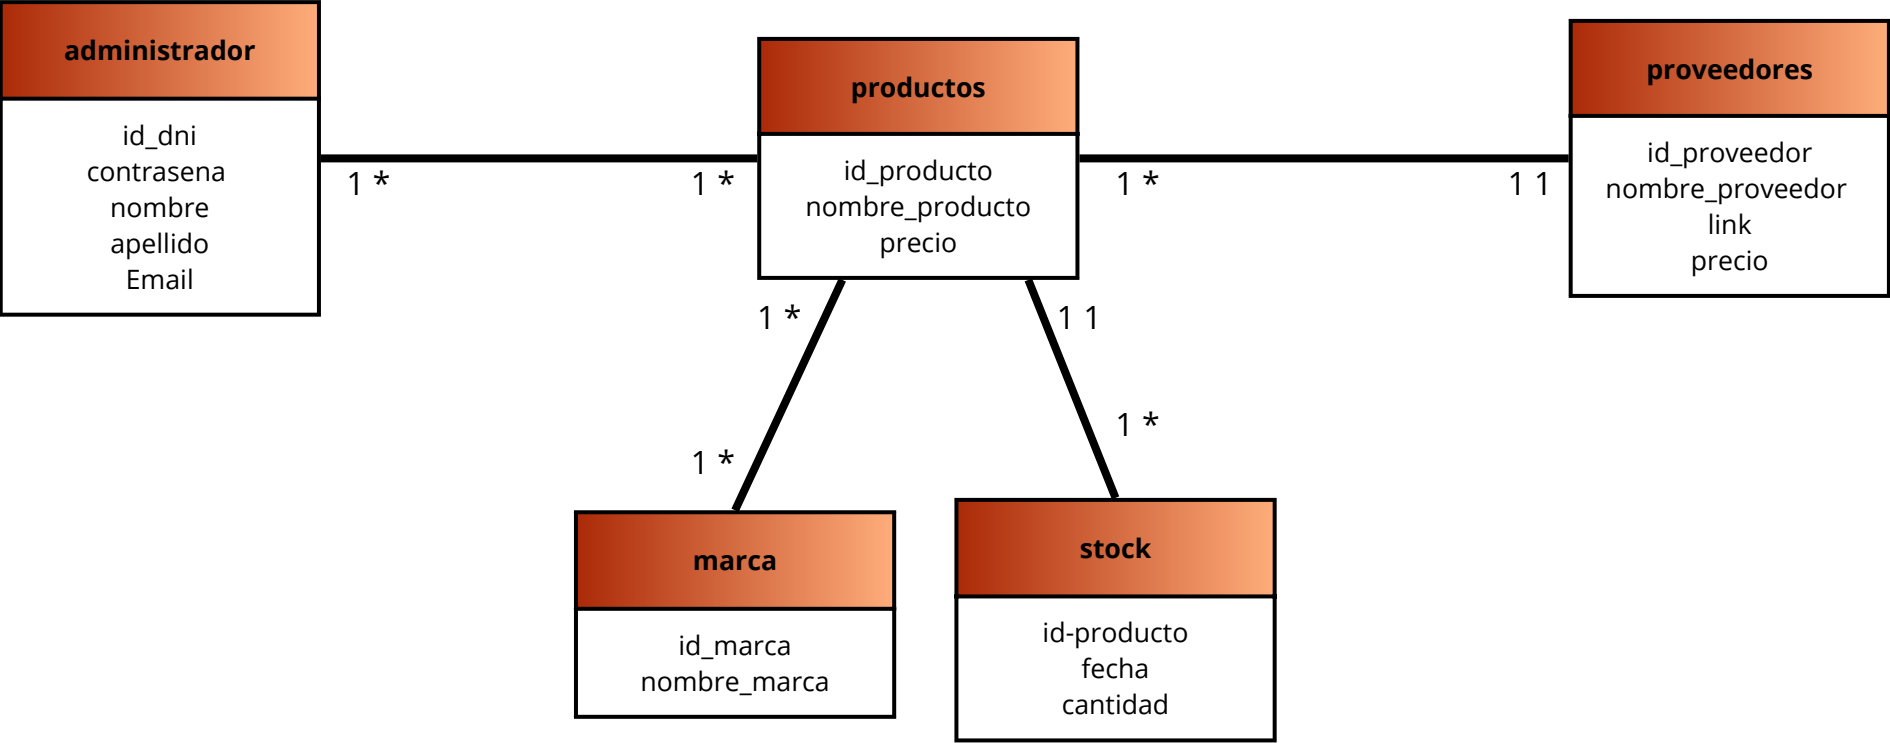 administrador
id_dni
contrasena
nombre
apellido
Email
1 *
1 *
productos
id_producto
nombre_producto
precio
1 *
1 1
proveedores
id_proveedor
nombre_proveedor
link
precio
1 *
1 1
1 *
1 *
marca
id_marca
nombre_marca
stock
id-producto
fecha
cantidad